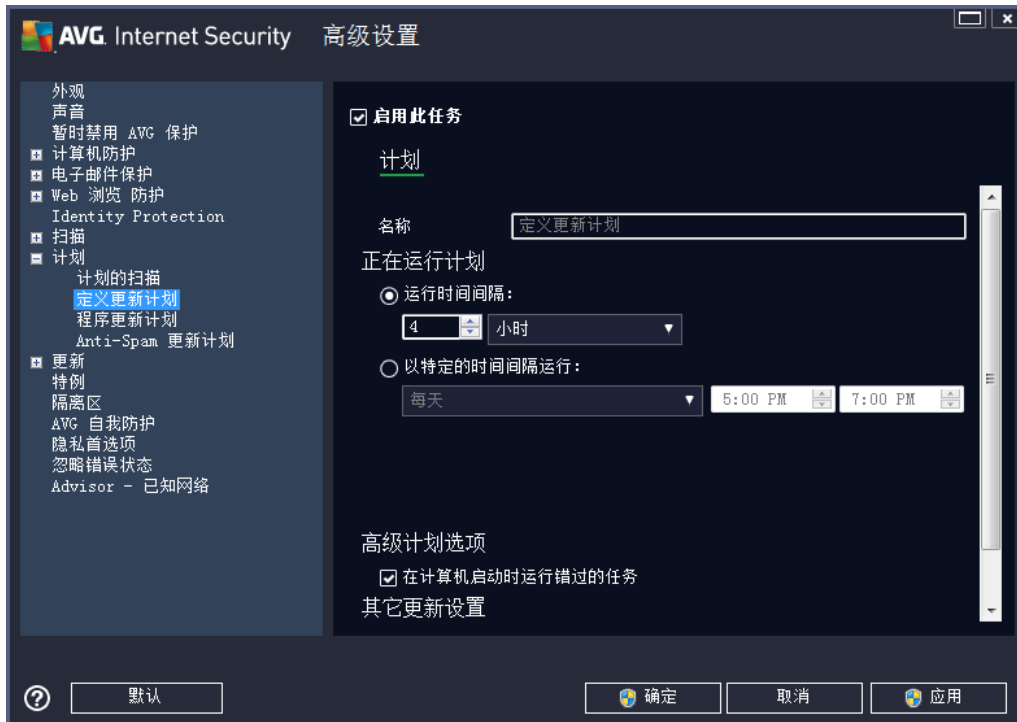 AVG. Internet Security 高级设置
外观
声音
暂时禁用 AVG 保护
计算机防护
电子邮件保护
Web 浏览 防护
Identity Protection
扫描
计划
计划的扫描
定义更新计划
程序更新计划
Anti-Spam 更新计划
更新
特例
隔离区
AVG 自我防护
隐私首选项
忽略错误状态
Advisor - 已知网络
启用此任务
计划
名称 定义更新计划
正在运行计划
运行时间间隔:
4 小时
以特定的时间间隔运行:
每天 5:00 PM 7:00 PM
高级计划选项
在计算机启动时运行错过的任务
其它更新设置
? 默认 确定 取消 应用